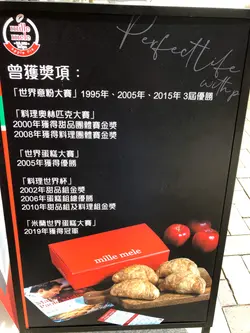 mille mele
曾獲獎項：
PerfectLife
with p
「世界意粉大賽」1995年、2005年、2015年 3屆優勝
「料理奧林匹克大賽」
2000年獲得甜品團體賽金獎
2008年獲得料理團體賽金獎
「世界蛋糕大賽」
2005年獲得優勝
「料理世界杯」
2002年甜品組金獎
2006年蛋糕組總優勝
2010年甜品組及料理組金獎
「米蘭世界蛋糕大賽」
2019年獲得冠軍
mille mele